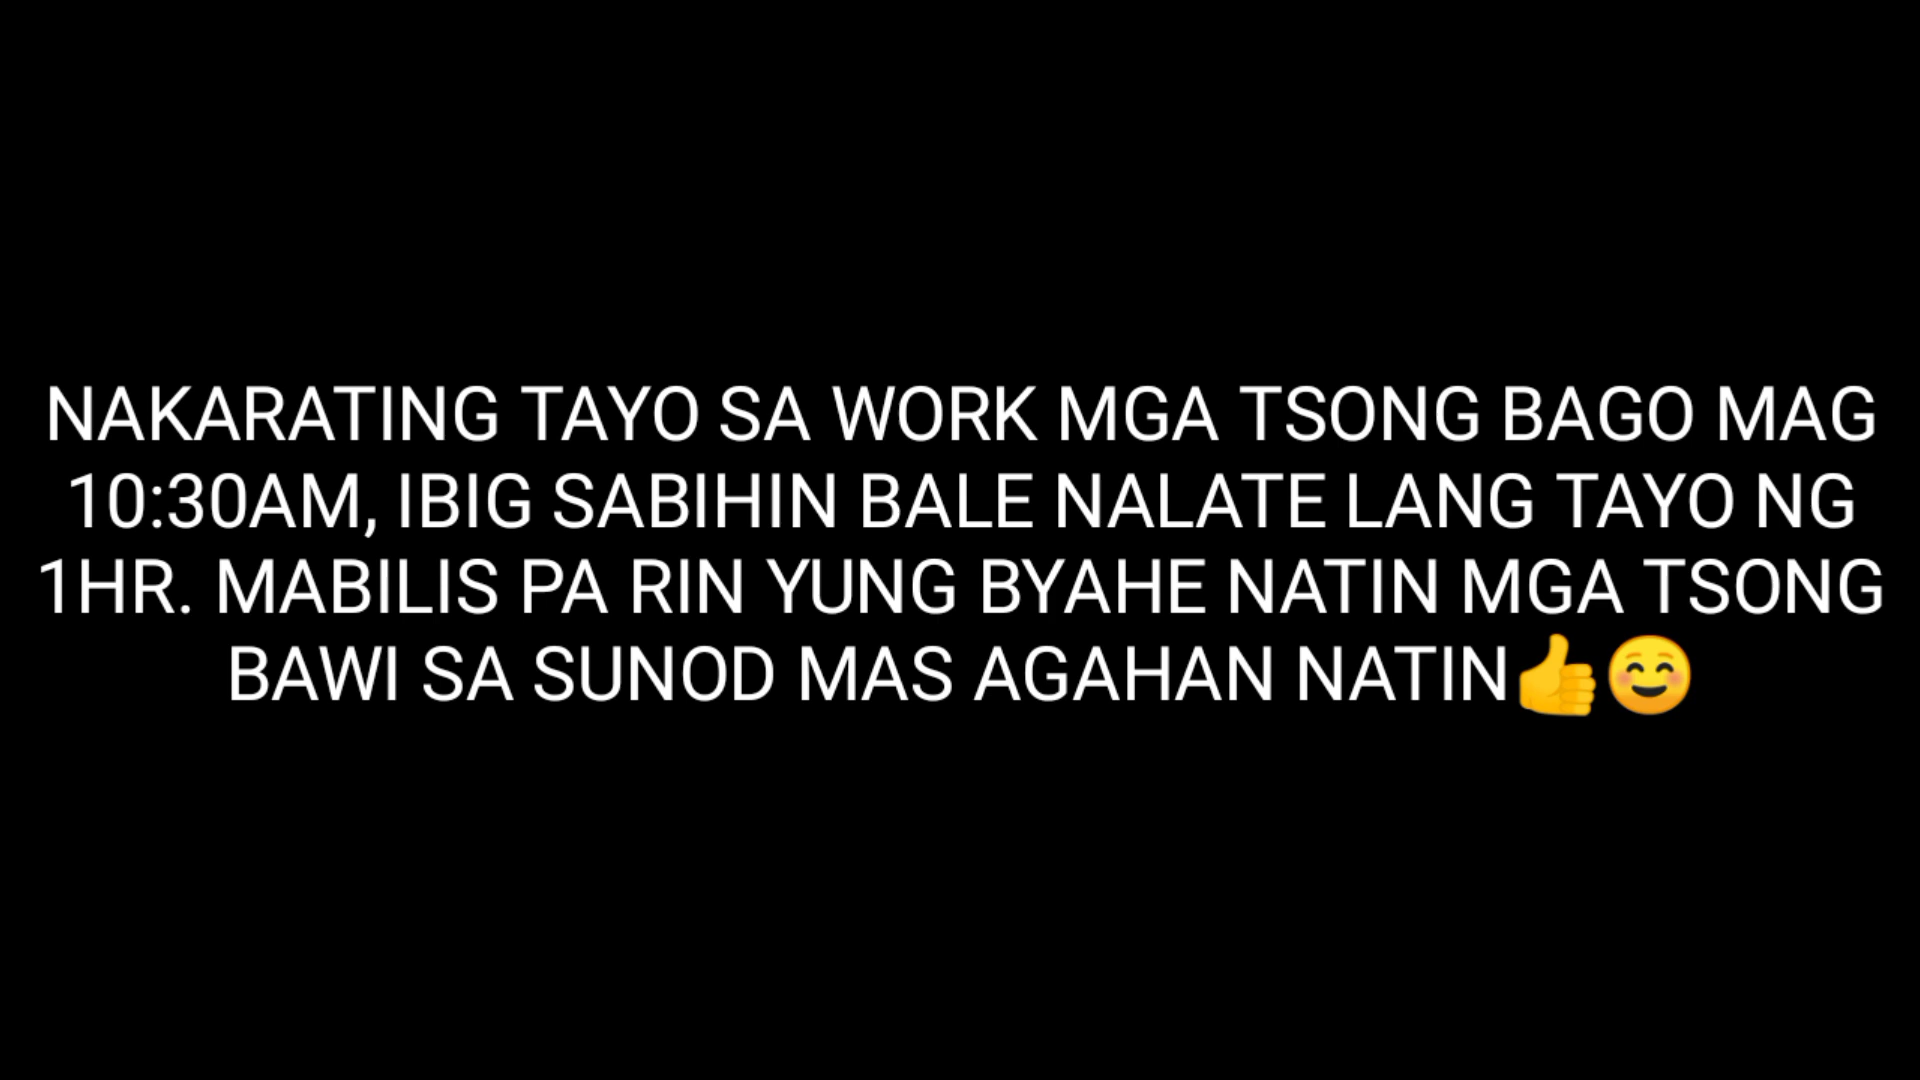 NAKARATING TAYO SA WORK MGA TSONG BAGO MAG
10:30AM, IBIG SABIHIN BALE NALATE LANG TAYO NG
1HR. MABILIS PA RIN YUNG BYAHE NATIN MGA TSONG
BAWI SA SUNOD MAS AGAHAN NATIN👍☺️